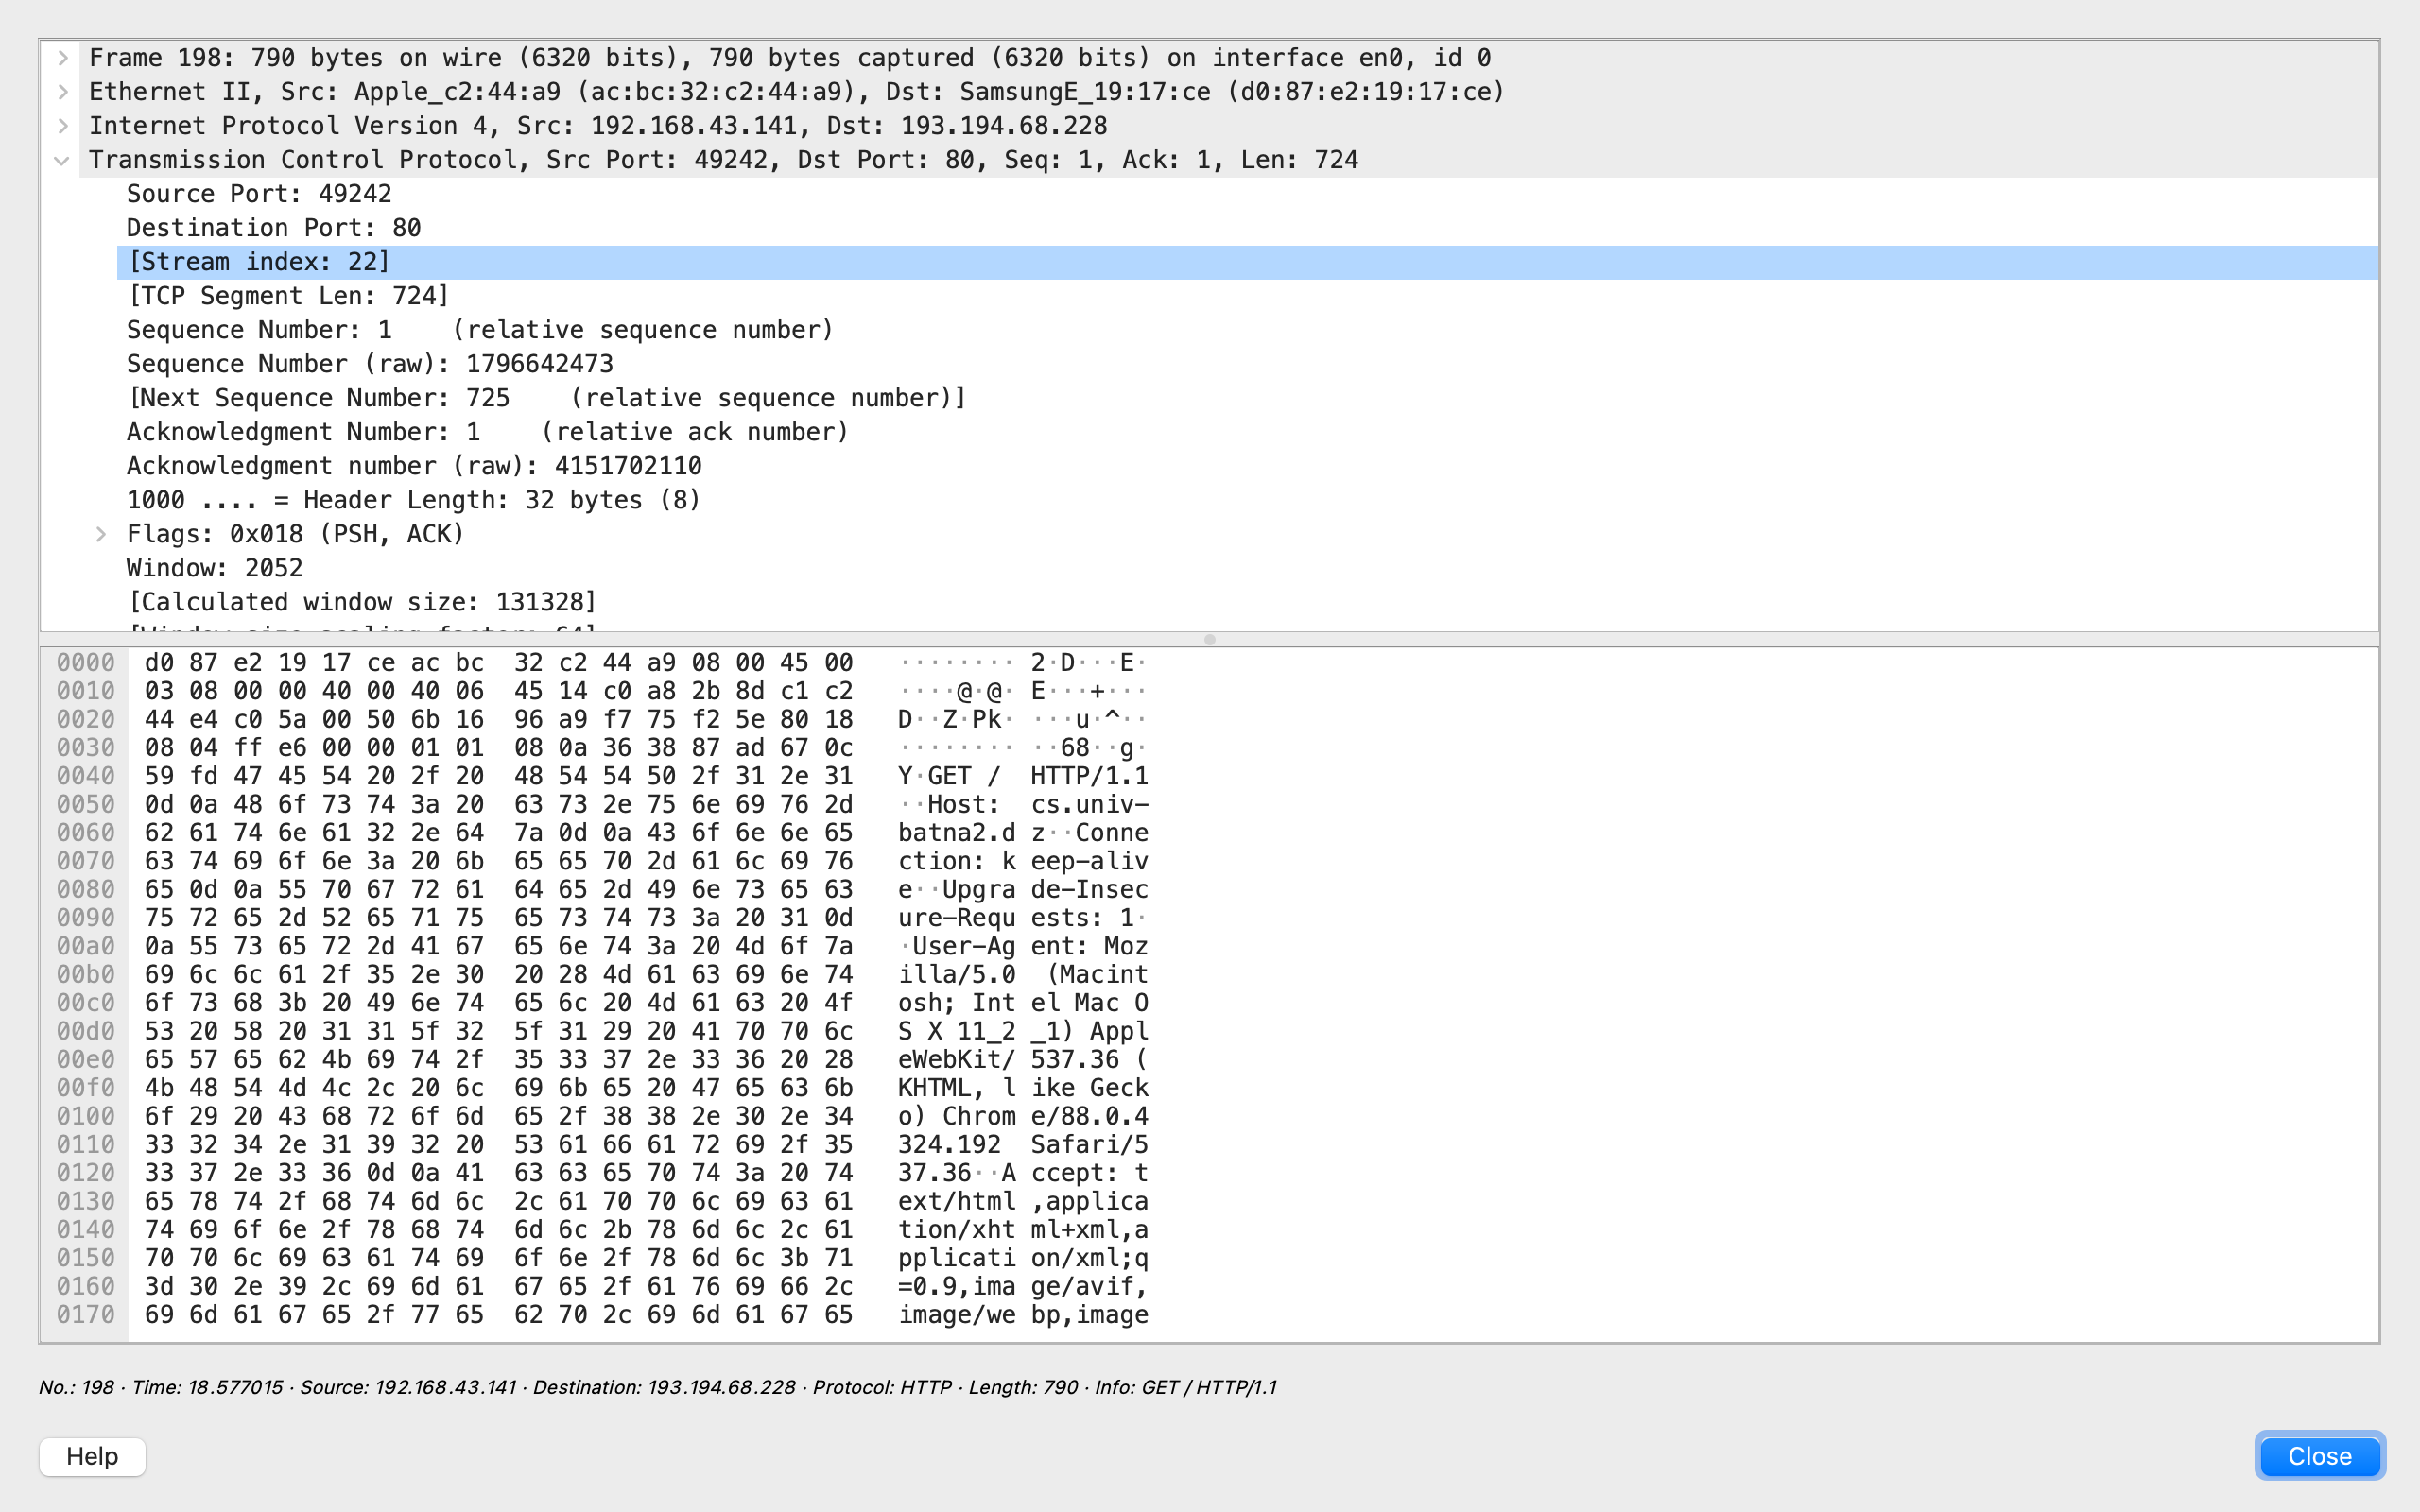 Frame 198: 790 bytes on wire (6320 bits), 790 bytes captured (6320 bits) on interface en0, id 0
Ethernet II, Src: Apple_c2:44:a9 (ac:bc:32:c2:44:a9), Dst: SamsungE_19:17:ce (d0:87:e2:19:17:ce)
Internet Protocol Version 4, Src: 192.168.43.141, Dst: 193.194.68.228
Transmission Control Protocol, Src Port: 49242, Dst Port: 80, Seq: 1, Ack: 1, Len: 724
Source Port: 49242
Destination Port: 80
[Stream index: 22]
[TCP Segment Len: 724]
Sequence Number: 1    (relative sequence number)
Sequence Number (raw): 1796642473
[Next Sequence Number: 725    (relative sequence number)]
Acknowledgment Number: 1    (relative ack number)
Acknowledgment number (raw): 4151702110
1000 .... = Header Length: 32 bytes (8)
Flags: 0x018 (PSH, ACK)
Window: 2052
[Calculated window size: 131328]
[Window size scaling factor: 64]
0000  d0 87 e2 19 17 ce ac bc  32 c2 44 a9 08 00 45 00   ········ 2·D···E·
0010  03 08 00 00 40 00 40 06  45 14 c0 a8 2b 8d c1 c2   ····@·@· E···+···
0020  44 e4 c0 5a 00 50 6b 16  96 a9 f7 75 f2 5e 80 18   D··Z·Pk· ···u·^··
0030  08 04 ff e6 00 00 01 01  08 0a 36 38 87 ad 67 0c   ········ ··68··g·
0040  59 fd 47 45 54 20 2f 20  48 54 54 50 2f 31 2e 31   Y·GET /  HTTP/1.1
0050  0d 0a 48 6f 73 74 3a 20  63 73 2e 75 6e 69 76 2d   ··Host:  cs.univ-
0060  62 61 74 6e 61 32 2e 64  7a 0d 0a 43 6f 6e 6e 65   batna2.d z··Conne
0070  63 74 69 6f 6e 3a 20 6b  65 65 70 2d 61 6c 69 76   ction: k eep-aliv
0080  65 0d 0a 55 70 67 72 61  64 65 2d 49 6e 73 65 63   e··Upgra de-Insec
0090  75 72 65 2d 52 65 71 75  65 73 74 73 3a 20 31 0d   ure-Requ ests: 1·
00a0  0a 55 73 65 72 2d 41 67  65 6e 74 3a 20 4d 6f 7a   ·User-Ag ent: Moz
00b0  69 6c 6c 61 2f 35 2e 30  20 28 4d 61 63 69 6e 74   illa/5.0  (Macint
00c0  6f 73 68 3b 20 49 6e 74  65 6c 20 4d 61 63 20 4f   osh; Int el Mac O
00d0  53 20 58 20 31 31 5f 32  5f 31 29 20 41 70 70 6c   S X 11_2 _1) Appl
00e0  65 57 65 62 4b 69 74 2f  35 33 37 2e 33 36 20 28   eWebKit/ 537.36 (
00f0  4b 48 54 4d 4c 2c 20 6c  69 6b 65 20 47 65 63 6b   KHTML, l ike Geck
0100  6f 29 20 43 68 72 6f 6d  65 2f 38 38 2e 30 2e 34   o) Chrom e/88.0.4
0110  33 32 34 2e 31 39 32 20  53 61 66 61 72 69 2f 35   324.192  Safari/5
0120  33 37 2e 33 36 0d 0a 41  63 63 65 70 74 3a 20 74   37.36··A ccept: t
0130  65 78 74 2f 68 74 6d 6c  2c 61 70 70 6c 69 63 61   ext/html ,applica
0140  74 69 6f 6e 2f 78 68 74  6d 6c 2b 78 6d 6c 2c 61   tion/xht ml+xml,a
0150  70 70 6c 69 63 61 74 69  6f 6e 2f 78 6d 6c 3b 71   pplicati on/xml;q
0160  3d 30 2e 39 2c 69 6d 61  67 65 2f 61 76 69 66 2c   =0.9,ima ge/avif,
0170  69 6d 61 67 65 2f 77 65  62 70 2c 69 6d 61 67 65   image/we bp,image
No.: 198 · Time: 18.577015 · Source: 192.168.43.141 · Destination: 193.194.68.228 · Protocol: HTTP · Length: 790 · Info: GET / HTTP/1.1
Help
Close